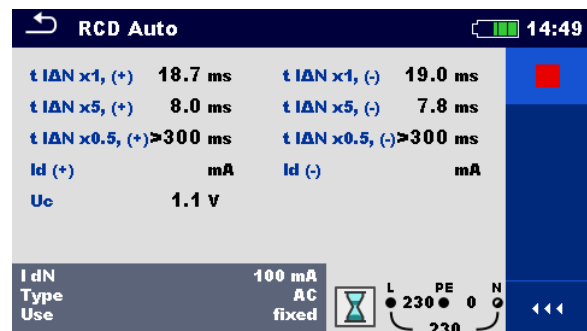 RCD Auto 14:49
t IΔN x1, (+) 18.7 ms t IΔN x1, (-) 19.0 ms
t IΔN x5, (+) 8.0 ms t IΔN x5, (-) 7.8 ms
t IΔN x0.5, (+) >300 ms t IΔN x0.5, (-) >300 ms
Id (+) mA Id (-) mA
Uc 1.1 V
I dN 100 mA
Type AC
Use fixed
L PE N
230 0
230